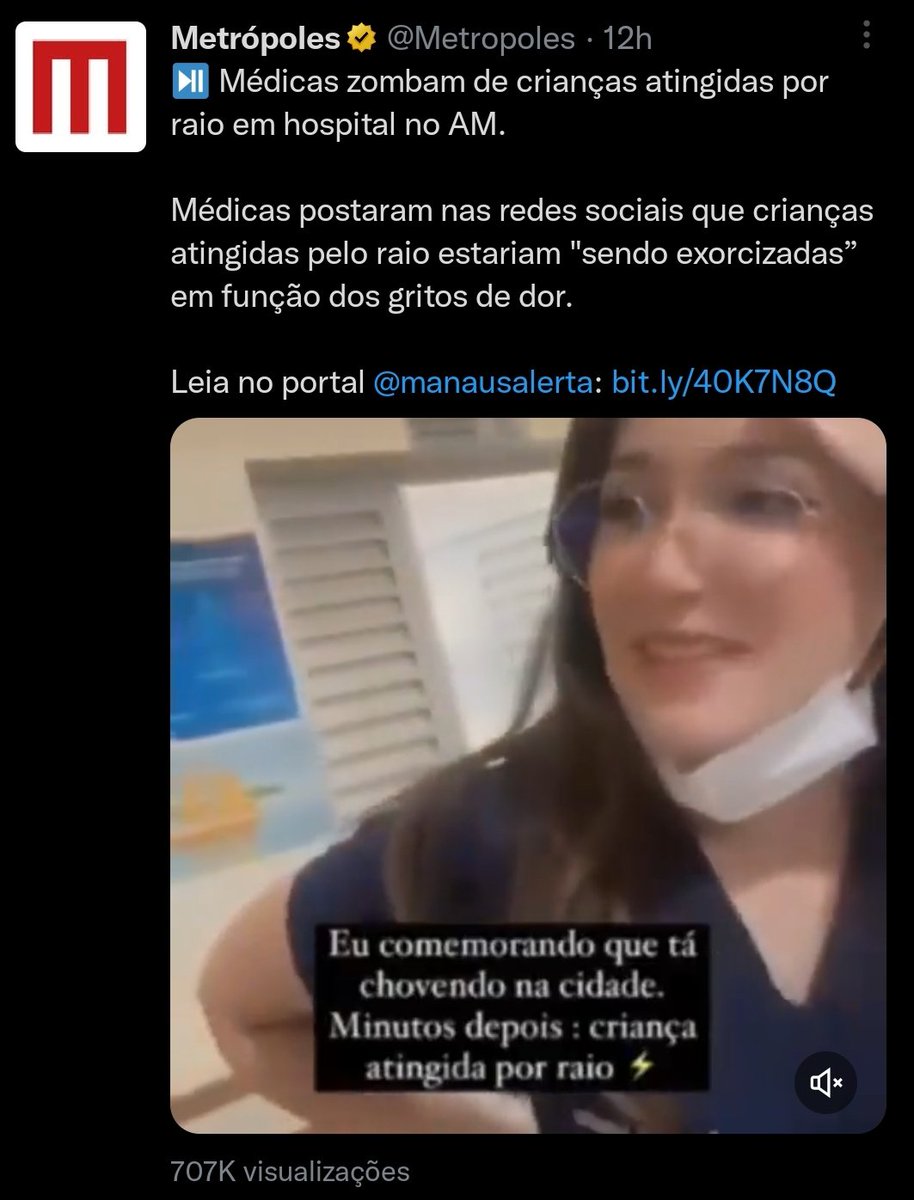 Metrópoles @Metropoles · 12h
⏯️ Médicas zombam de crianças atingidas por
raio em hospital no AM.
Médicas postaram nas redes sociais que crianças
atingidas pelo raio estariam "sendo exorcizadas”
em função dos gritos de dor.
Leia no portal @manausalerta: bit.ly/40K7N8Q
Eu comemorando que tá
chovendo na cidade.
Minutos depois : criança
atingida por raio ⚡
707K visualizações